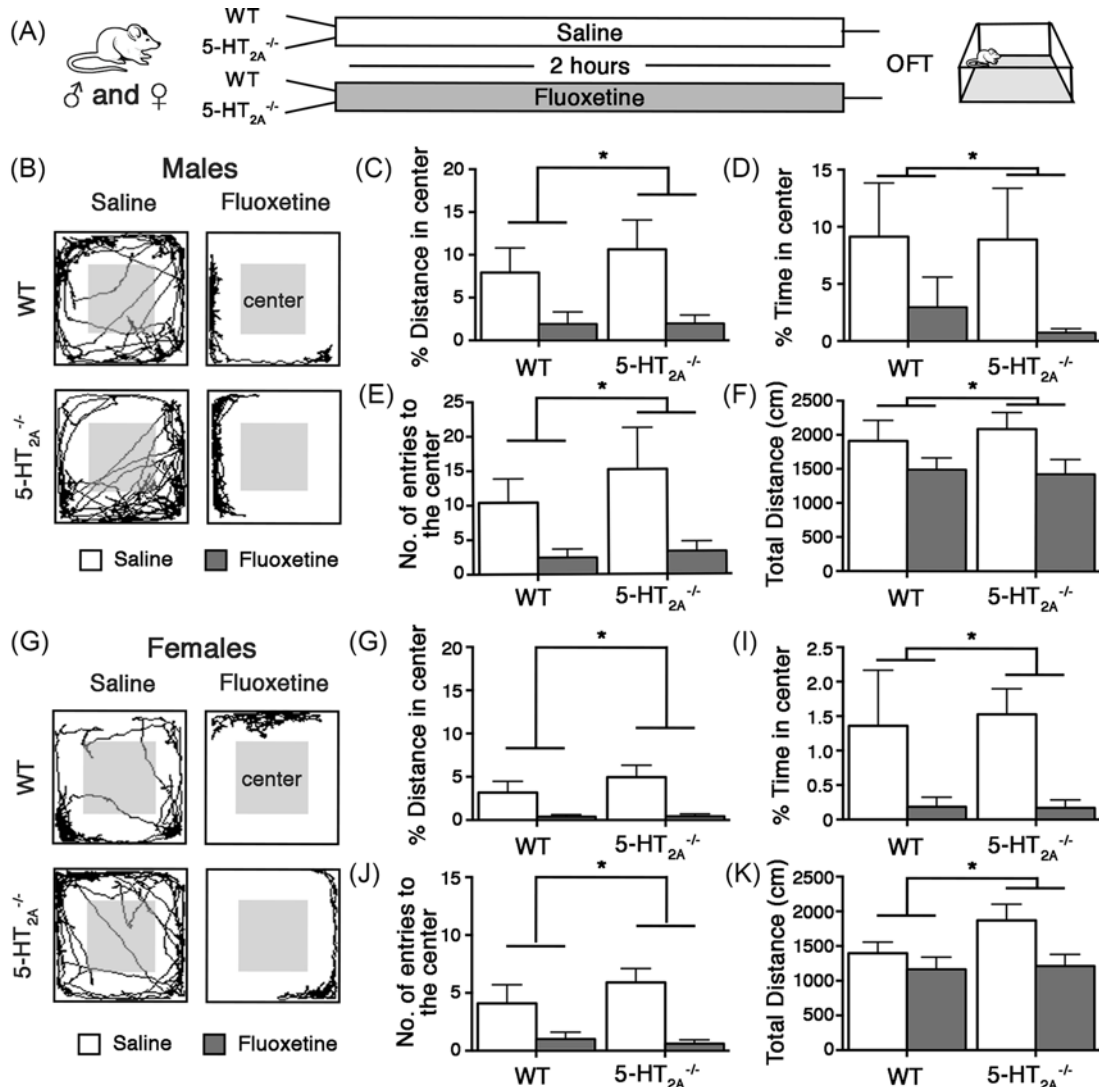 (A)
WT
5-HT2A-/-
Saline
2 hours
WT
5-HT2A-/-
Fluoxetine
♂ and ♀
OFT
(B)
Males
Saline
Fluoxetine
WT
center
5-HT2A-/-
Saline
Fluoxetine
(C)
% Distance in center
20
15
10
5
0
*
WT
5-HT2A-/-
(D)
% Time in center
15
10
5
0
*
WT
5-HT2A-/-
(E)
No. of entries to
the center
25
20
15
10
5
0
*
WT
5-HT2A-/-
(F)
Total Distance (cm)
2500
2000
1500
1000
500
0
*
WT
5-HT2A-/-
(G)
Females
Saline
Fluoxetine
WT
center
5-HT2A-/-
Saline
Fluoxetine
(G)
% Distance in center
20
15
10
5
0
*
WT
5-HT2A-/-
(I)
% Time in center
2.5
2.0
1.5
1.0
0.5
0.0
*
WT
5-HT2A-/-
(J)
No. of entries to
the center
15
10
5
0
*
WT
5-HT2A-/-
(K)
Total Distance (cm)
2500
2000
1500
1000
500
0
*
WT
5-HT2A-/-